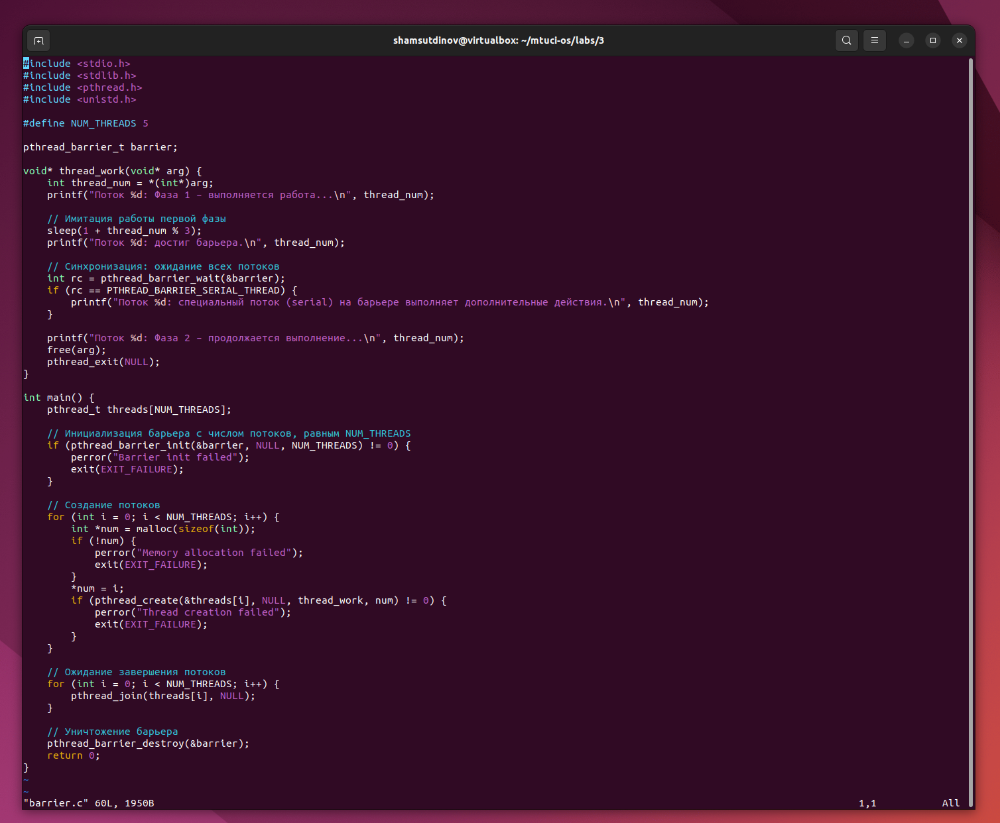 shamsutdinov@virtualbox: ~/mtuci-os/labs/3
#include <stdio.h>
#include <stdlib.h>
#include <pthread.h>
#include <unistd.h>

#define NUM_THREADS 5

pthread_barrier_t barrier;

void* thread_work(void* arg) {
    int thread_num = *(int*)arg;
    printf("Поток %d: Фаза 1 – выполняется работа...\n", thread_num);

    // Имитация работы первой фазы
    sleep(1 + thread_num % 3);
    printf("Поток %d: достиг барьера.\n", thread_num);

    // Синхронизация: ожидание всех потоков
    int rc = pthread_barrier_wait(&barrier);
    if (rc == PTHREAD_BARRIER_SERIAL_THREAD) {
        printf("Поток %d: специальный поток (serial) на барьере выполняет дополнительные действия.\n", thread_num);
    }

    printf("Поток %d: Фаза 2 – продолжается выполнение...\n", thread_num);
    free(arg);
    pthread_exit(NULL);
}

int main() {
    pthread_t threads[NUM_THREADS];

    // Инициализация барьера с числом потоков, равным NUM_THREADS
    if (pthread_barrier_init(&barrier, NULL, NUM_THREADS) != 0) {
        perror("Barrier init failed");
        exit(EXIT_FAILURE);
    }

    // Создание потоков
    for (int i = 0; i < NUM_THREADS; i++) {
        int *num = malloc(sizeof(int));
        if (!num) {
            perror("Memory allocation failed");
            exit(EXIT_FAILURE);
        }
        *num = i;
        if (pthread_create(&threads[i], NULL, thread_work, num) != 0) {
            perror("Thread creation failed");
            exit(EXIT_FAILURE);
        }
    }

    // Ожидание завершения потоков
    for (int i = 0; i < NUM_THREADS; i++) {
        pthread_join(threads[i], NULL);
    }

    // Уничтожение барьера
    pthread_barrier_destroy(&barrier);
    return 0;
}
~
~
"barrier.c" 60L, 1950B 1,1 All